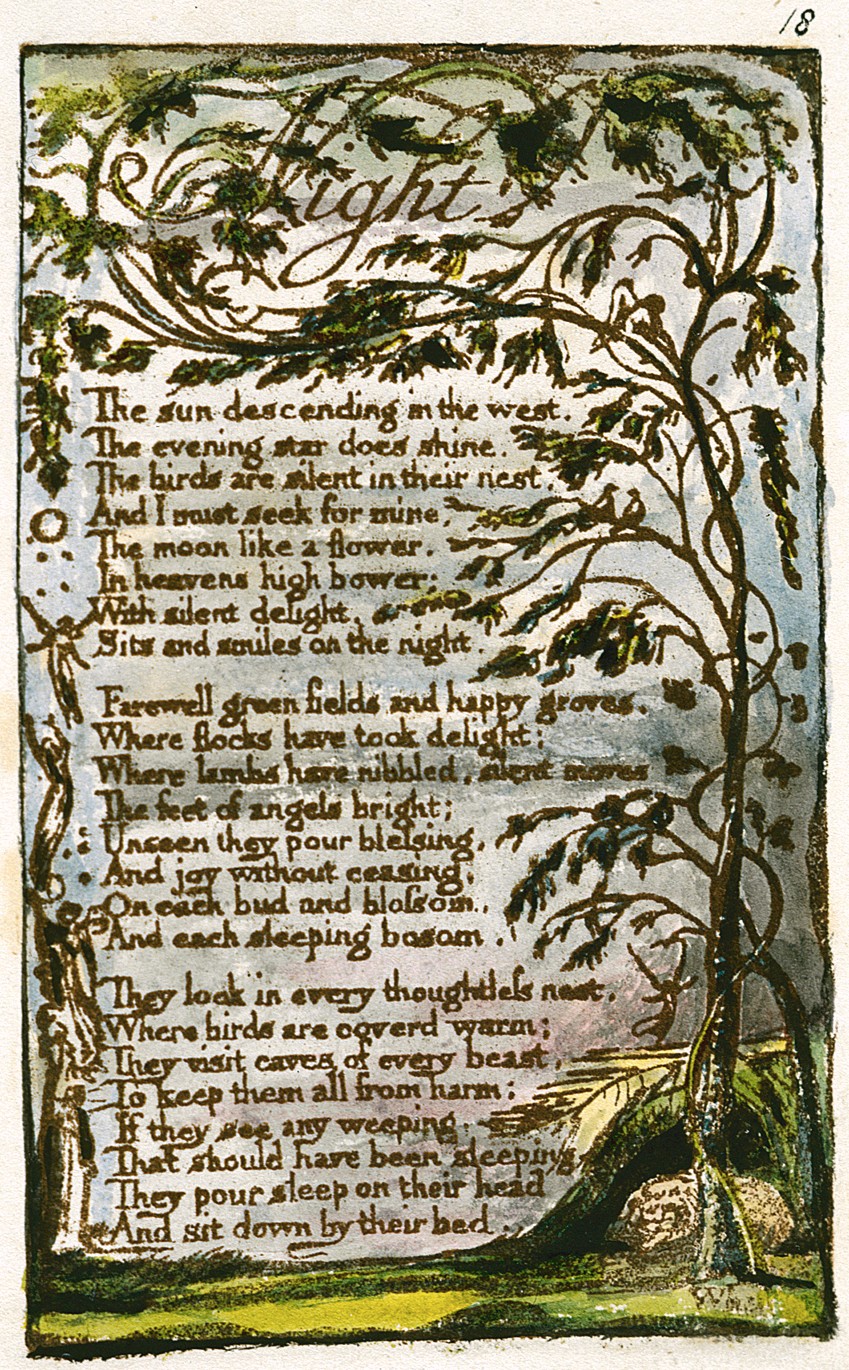 18
Night
The sun descending in the west.
The evening star does shine.
The birds are silent in their nest.
And I must seek for mine,
The moon like a flower.
In heavens high bower;
With silent delight,
Sits and smiles on the night.
Farewell green fields and happy groves,
Where flocks have took delight;
Where lambs have nibbled, silent moves
The feet of angels bright;
Unseen they pour blessing,
And joy without ceasing,
On each bud and blossom,
And each sleeping bosom.
They look in every thoughtless nest,
Where birds are coverd warm;
They visit caves of every beast,
To keep them all from harm;
If they see any weeping,
That should have been sleeping
They pour sleep on their head
And sit down by their bed.